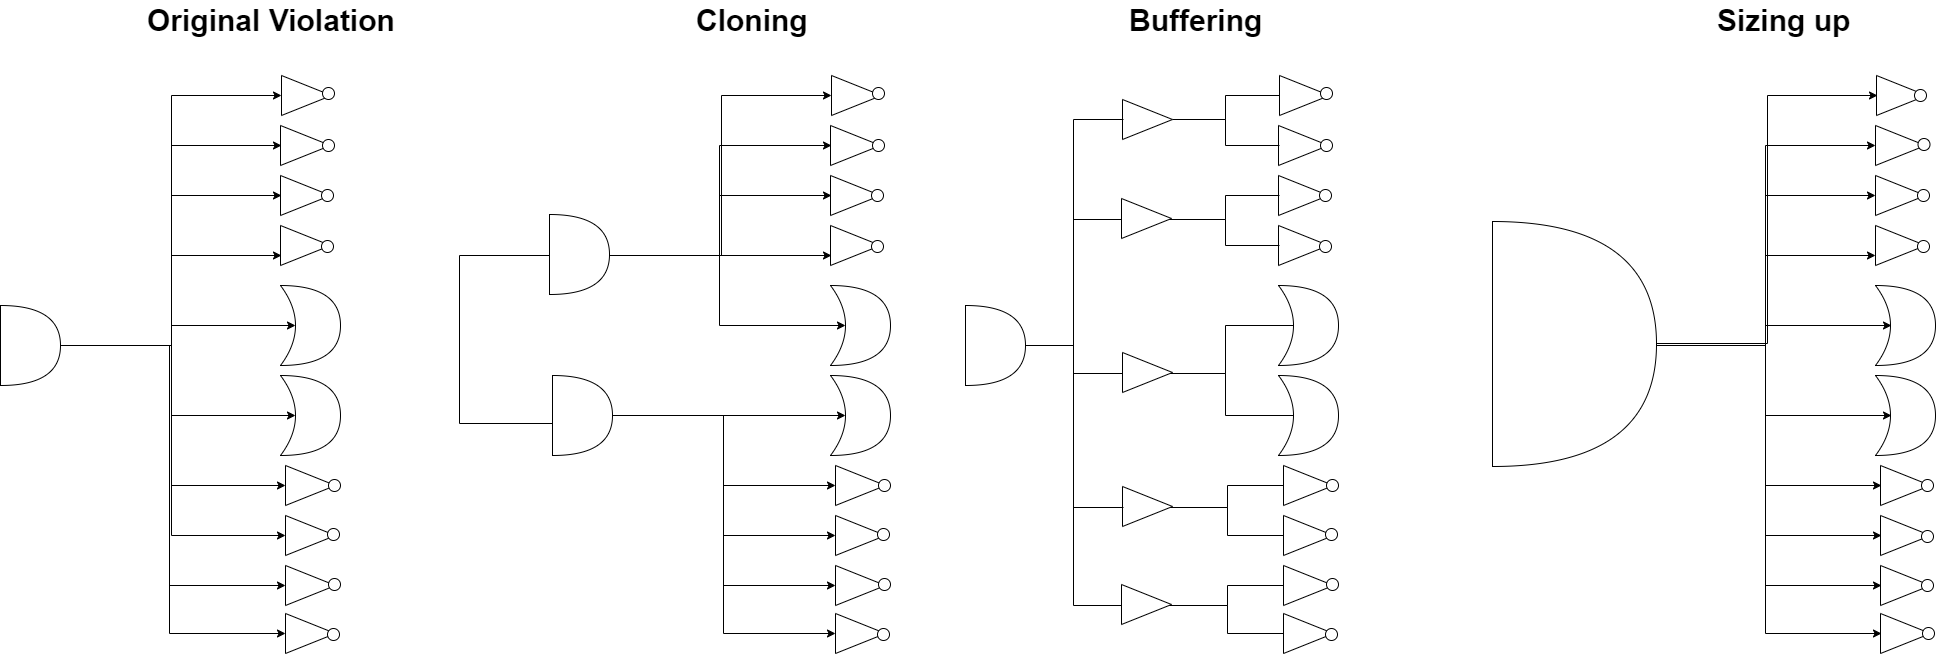 Original Violation
Cloning
Buffering
Sizing up